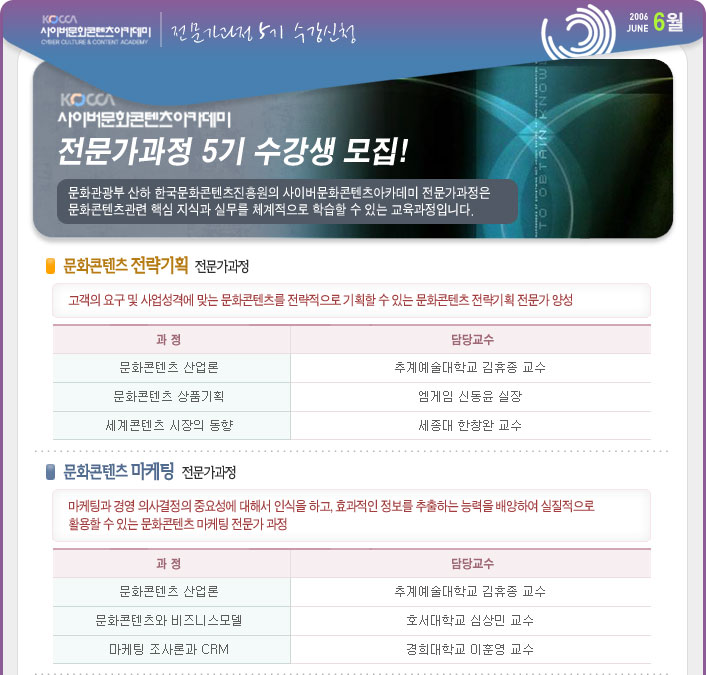 KOCCA
사이버문화콘텐츠아카데미
CYBER CULTURE & CONTENT ACADEMY
전문가과정 5기 수강신청
2006
JUNE 6월
KOCCA
사이버문화콘텐츠아카데미
전문가과정 5기 수강생 모집!
문화관광부 산하 한국문화콘텐츠진흥원의 사이버문화콘텐츠아카데미 전문가과정은
문화콘텐츠관련 핵심 지식과 실무를 체계적으로 학습할 수 있는 교육과정입니다.
TO OBTAIN KNOW
문화콘텐츠 전략기획 전문가과정
고객의 요구 및 사업성격에 맞는 문화콘텐츠를 전략적으로 기획할 수 있는 문화콘텐츠 전략기획 전문가 양성
과 정 담당교수
문화콘텐츠 산업론 추계예술대학교 김휴종 교수
문화콘텐츠 상품기획 엠게임 신동윤 실장
세계콘텐츠 시장의 동향 세종대 한창완 교수
문화콘텐츠 마케팅 전문가과정
마케팅과 경영 의사결정의 중요성에 대해서 인식을 하고, 효과적인 정보를 추출하는 능력을 배양하여 실질적으로
활용할 수 있는 문화콘텐츠 마케팅 전문가 과정
과 정 담당교수
문화콘텐츠 산업론 추계예술대학교 김휴종 교수
문화콘텐츠와 비즈니스모델 호서대학교 심상민 교수
마케팅 조사론과 CRM 경희대학교 이훈영 교수